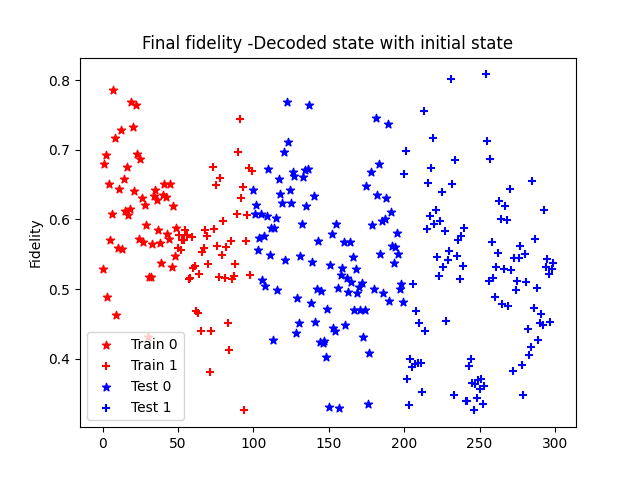 Final fidelity -Decoded state with initial state
Fidelity
0.8
0.7
0.6
0.5
0.4
Train 0
Train 1
Test 0
Test 1
0 50 100 150 200 250 300